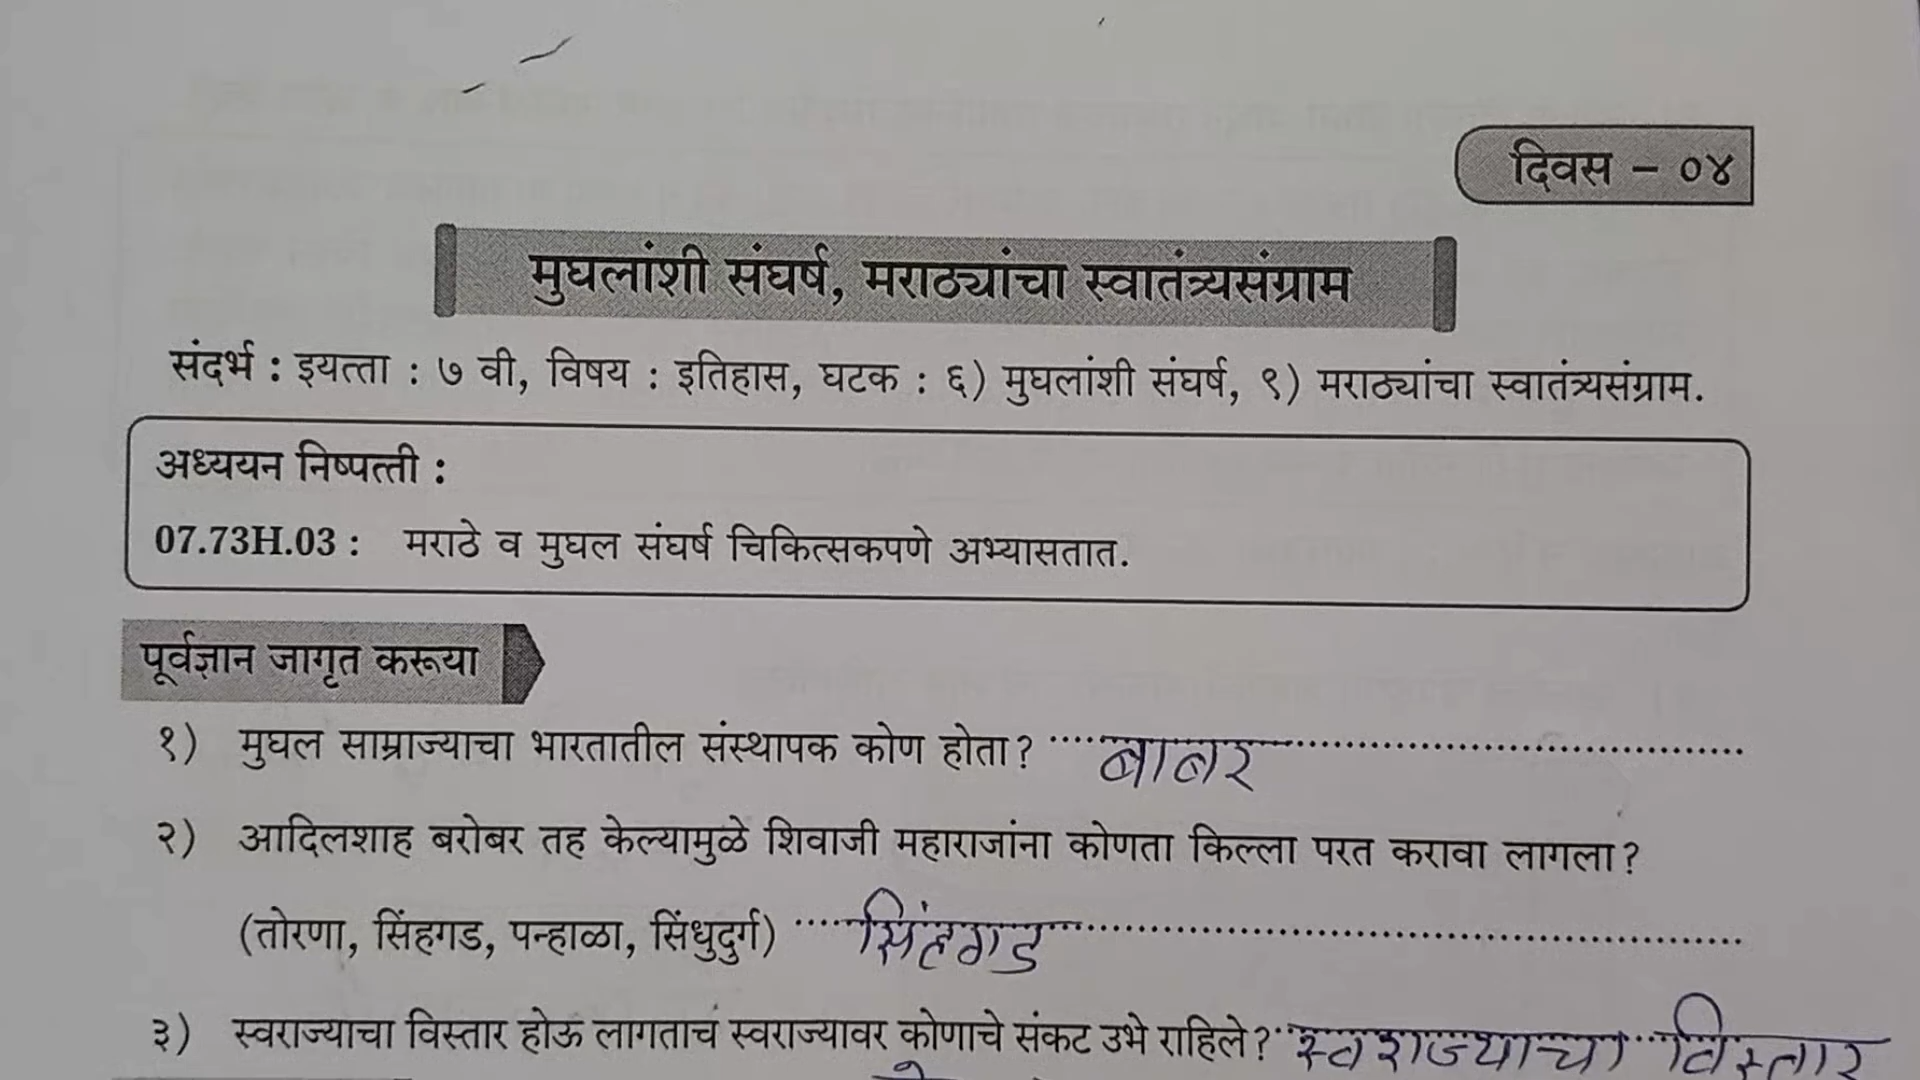 दिवस - ०४
मुघलांशी संघर्ष, मराठ्यांचा स्वातंत्र्यसंग्राम
संदर्भ : इयत्ता : ७ वी, विषय : इतिहास, घटक : ६) मुघलांशी संघर्ष, ९) मराठ्यांचा स्वातंत्र्यसंग्राम.
अध्ययन निष्पत्ती :
07.73H.03 : मराठे व मुघल संघर्ष चिकित्सकपणे अभ्यासतात.
पूर्वज्ञान जागृत करूया
१) मुघल साम्राज्याचा भारतातील संस्थापक कोण होता? बाबर
२) आदिलशाह बरोबर तह केल्यामुळे शिवाजी महाराजांना कोणता किल्ला परत करावा लागला?
(तोरणा, सिंहगड, पन्हाळा, सिंधुदुर्ग) सिंहगड
३) स्वराज्याचा विस्तार होऊ लागताच स्वराज्यावर कोणाचे संकट उभे राहिले? स्वराज्याचा विस्तार